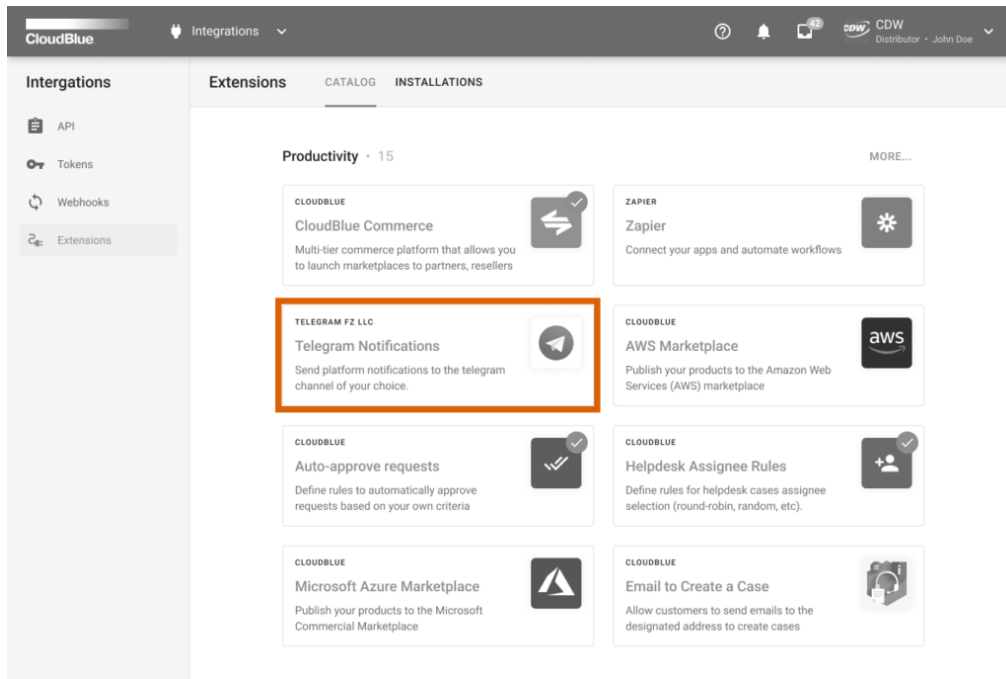 CloudBlue
Integrations
42
CDW
CDW
Distributor • John Doe
Intergations
API
Tokens
Webhooks
Extensions
Extensions
CATALOG
INSTALLATIONS
Productivity • 15
MORE...
CLOUDBLUE
CloudBlue Commerce
Multi-tier commerce platform that allows you
to launch marketplaces to partners, resellers
ZAPIER
Zapier
Connect your apps and automate workflows
TELEGRAM FZ LLC
Telegram Notifications
Send platform notifications to the telegram
channel of your choice.
CLOUDBLUE
AWS Marketplace
Publish your products to the Amazon Web
Services (AWS) marketplace
aws
CLOUDBLUE
Auto-approve requests
Define rules to automatically approve
requests based on your own criteria
CLOUDBLUE
Helpdesk Assignee Rules
Define rules for helpdesk cases assignee
selection (round-robin, random, etc).
CLOUDBLUE
Microsoft Azure Marketplace
Publish your products to the Microsoft
Commercial Marketplace
CLOUDBLUE
Email to Create a Case
Allow customers to send emails to the
designated address to create cases